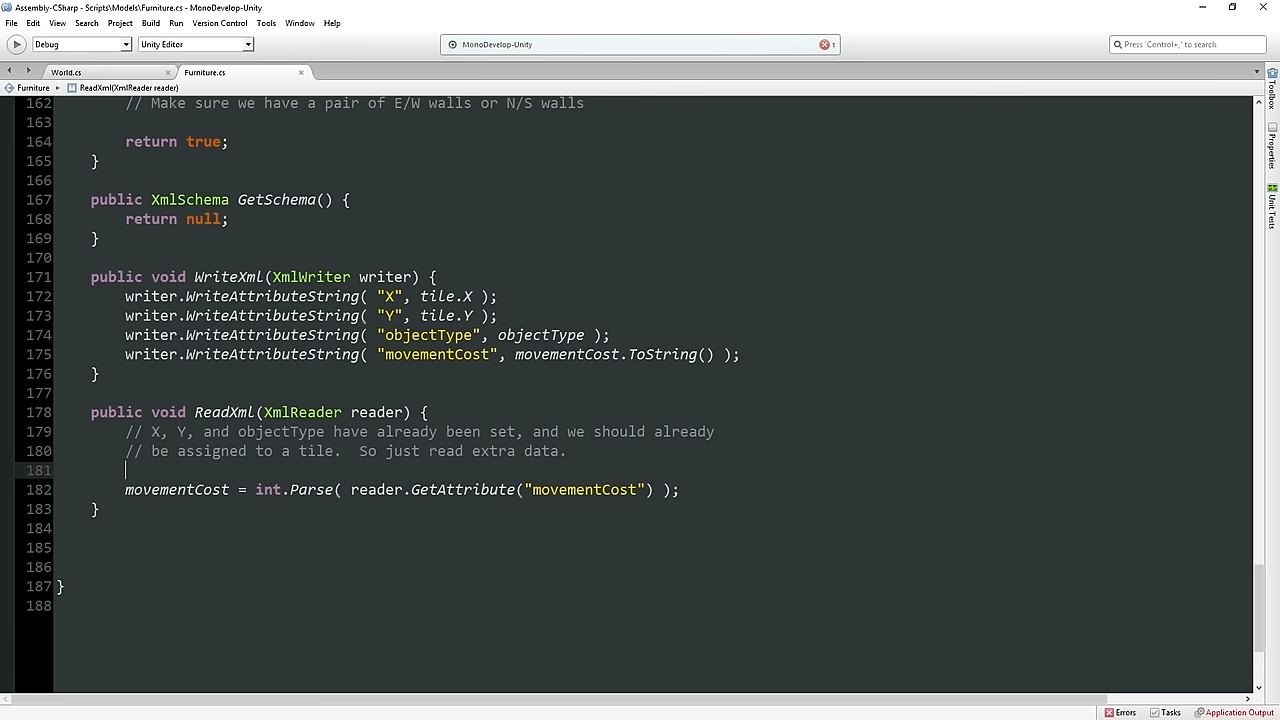 Assembly-CSharp - Scripts\Models\Furniture.cs - MonoDevelop-Unity
File Edit View Search Project Build Run Version Control Tools Window Help
Debug Unity Editor MonoDevelop-Unity 1 Press 'Control+,' to search
World.cs Furniture.cs
Furniture ReadXml(XmlReader reader)
Toolbox
Properties
Unit Tests
162 // Make sure we have a pair of E/W walls or N/S walls
163
164 return true;
165 }
166
167 public XmlSchema GetSchema() {
168 return null;
169 }
170
171 public void WriteXml(XmlWriter writer) {
172 writer.WriteAttributeString( "X", tile.X );
173 writer.WriteAttributeString( "Y", tile.Y );
174 writer.WriteAttributeString( "objectType", objectType );
175 writer.WriteAttributeString( "movementCost", movementCost.ToString() );
176 }
177
178 public void ReadXml(XmlReader reader) {
179 // X, Y, and objectType have already been set, and we should already
180 // be assigned to a tile.  So just read extra data.
181
182 movementCost = int.Parse( reader.GetAttribute("movementCost") );
183 }
184
185
186
187 }
188
Errors Tasks Application Output